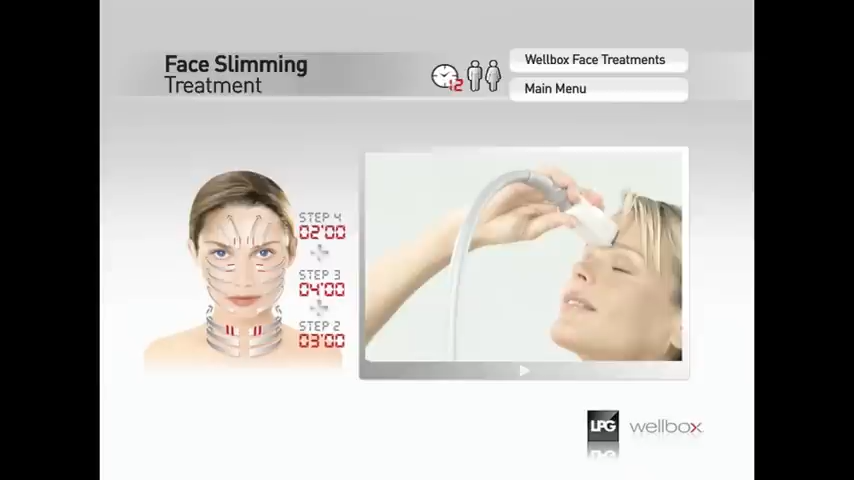 Face Slimming
Treatment
12
Wellbox Face Treatments
Main Menu
STEP 4
02'00
STEP 3
04'00
STEP 2
03'00
LPG
wellbox